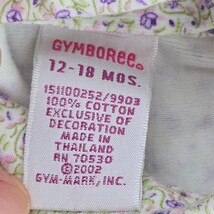 GYMBOREE®
12-18 MOS.
151100252/9903
100% COTTON
EXCLUSIVE OF
DECORATION
MADE IN
THAILAND
RN 70530
©2002
GYM-MARK, INC.